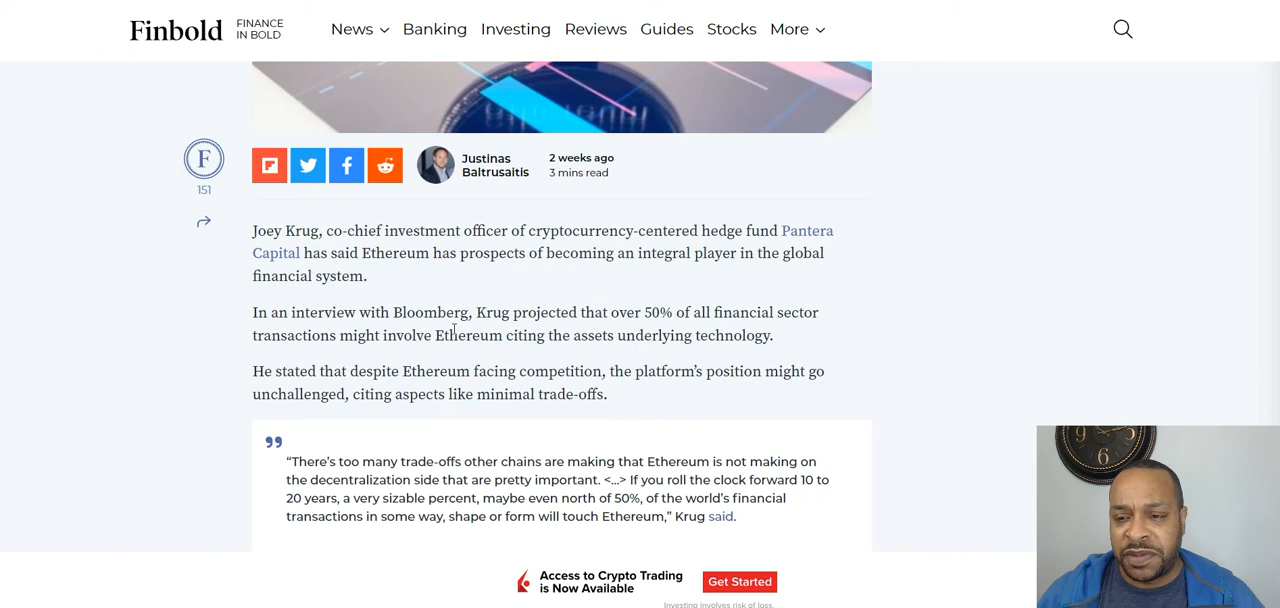 Finbold
FINANCE
IN BOLD
News
Banking
Investing
Reviews
Guides
Stocks
More
F
151
Justinas
Baltrusaitis
2 weeks ago
3 mins read
Joey Krug, co-chief investment officer of cryptocurrency-centered hedge fund Pantera
Capital has said Ethereum has prospects of becoming an integral player in the global
financial system.
In an interview with Bloomberg, Krug projected that over 50% of all financial sector
transactions might involve Ethereum citing the assets underlying technology.
He stated that despite Ethereum facing competition, the platform's position might go
unchallenged, citing aspects like minimal trade-offs.
”
“There's too many trade-offs other chains are making that Ethereum is not making on
the decentralization side that are pretty important. <...> If you roll the clock forward 10 to
20 years, a very sizable percent, maybe even north of 50%, of the world's financial
transactions in some way, shape or form will touch Ethereum,” Krug said.
Access to Crypto Trading
is Now Available
Get Started
Investing involves risk of loss.
6